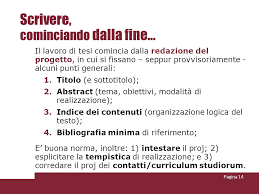 Scrivere,
cominciando dalla fine...
Il lavoro di tesi comincia dalla redazione del
progetto, in cui si fissano – seppur provvisoriamente -
alcuni punti generali:
1. Titolo (e sottotitolo);
2. Abstract (tema, obiettivi, modalità di
realizzazione);
3. Indice dei contenuti (organizzazione logica del
testo);
4. Bibliografia minima di riferimento;
E' buona norma, inoltre: 1) intestare il proj; 2)
esplicitare la tempistica di realizzazione; e 3)
corredare il proj dei contatti/curriculum studiorum.
Pagina 14